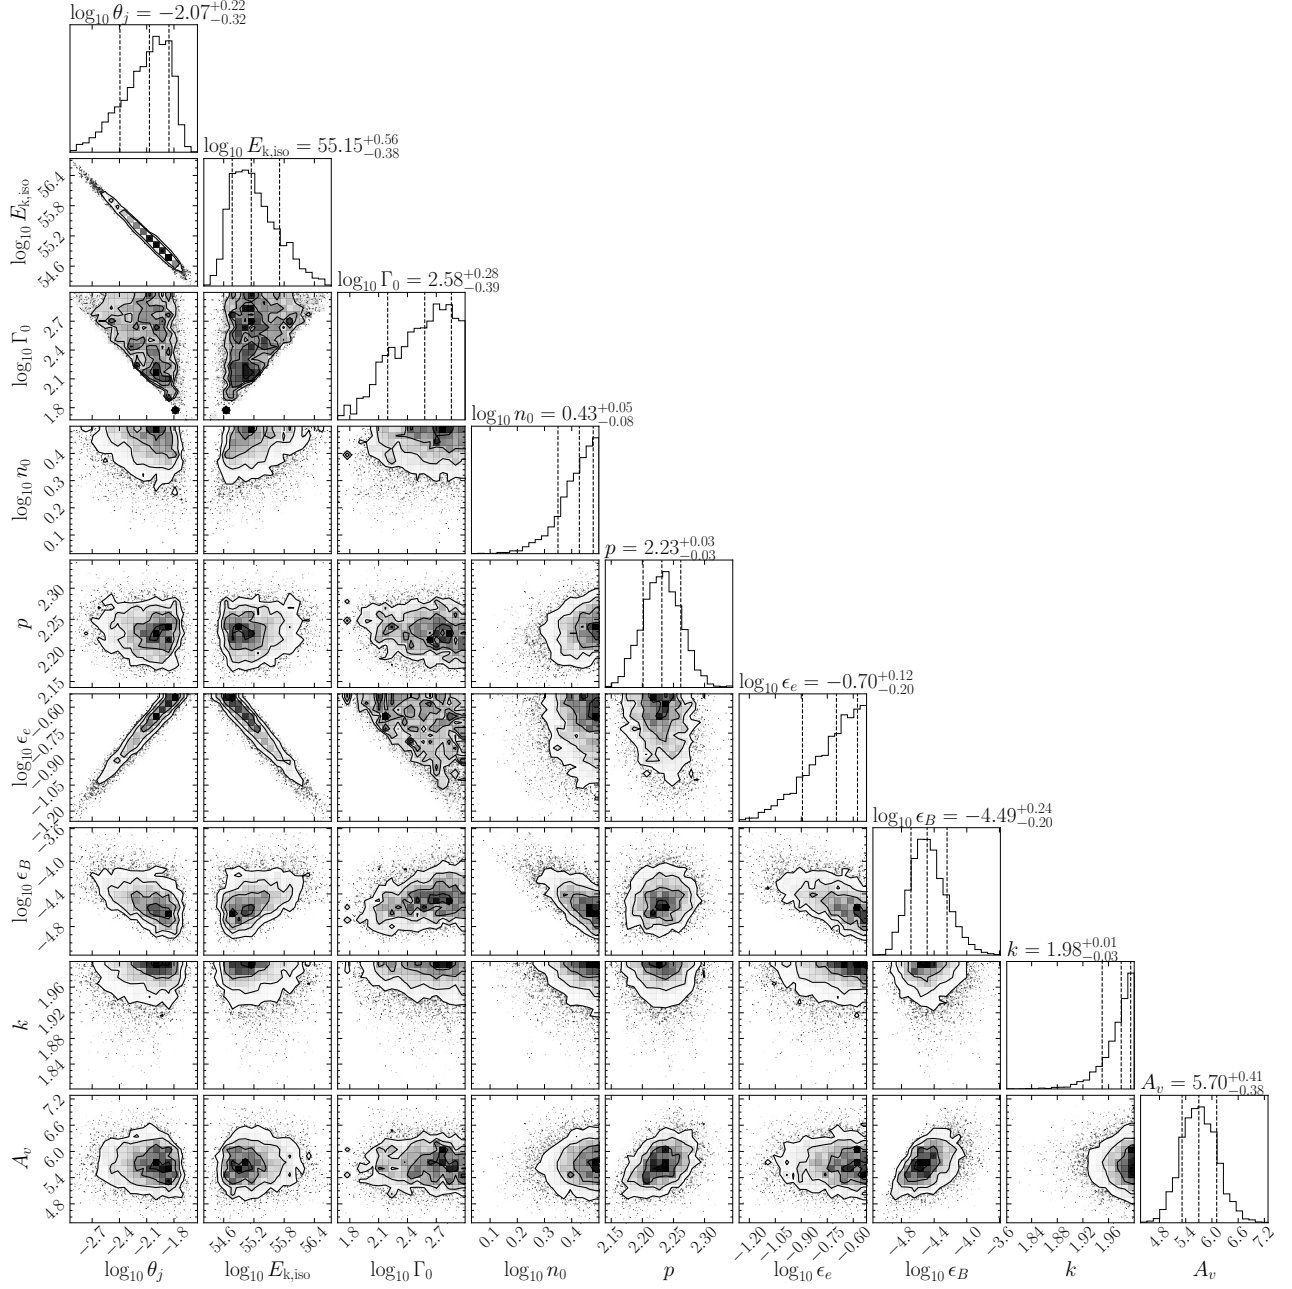 log₁₀ θⱼ = −2.07^{+0.22}_{−0.32}
log₁₀ E_{k,iso} = 55.15^{+0.56}_{−0.38}
log₁₀ E_{k,iso}
56.4
55.8
55.2
54.6
log₁₀ Γ₀ = 2.58^{+0.28}_{−0.39}
log₁₀ Γ₀
2.7
2.4
2.1
1.8
log₁₀ n₀ = 0.43^{+0.05}_{−0.08}
log₁₀ n₀
0.4
0.3
0.2
0.1
p = 2.23^{+0.03}_{−0.03}
p
2.30
2.25
2.20
2.15
log₁₀ ϵₑ = −0.70^{+0.12}_{−0.20}
log₁₀ ϵₑ
−0.60
−0.75
−0.90
−1.05
−1.20
log₁₀ ϵ_B = −4.49^{+0.24}_{−0.20}
log₁₀ ϵ_B
−3.6
−4.0
−4.4
−4.8
k = 1.98^{+0.01}_{−0.03}
k
1.96
1.92
1.88
1.84
A_v = 5.70^{+0.41}_{−0.38}
A_v
7.2
6.6
6.0
5.4
4.8
−2.7 −2.4 −2.1 −1.8 54.6 55.2 55.8 56.4 1.8 2.1 2.4 2.7 0.1 0.2 0.3 0.4 2.15 2.20 2.25 2.30 −1.20 −1.05 −0.90 −0.75 −0.60 −4.8 −4.4 −4.0 −3.6 1.84 1.88 1.92 1.96 4.8 5.4 6.0 6.6 7.2
log₁₀ θⱼ log₁₀ E_{k,iso} log₁₀ Γ₀ log₁₀ n₀ p log₁₀ ϵₑ log₁₀ ϵ_B k A_v